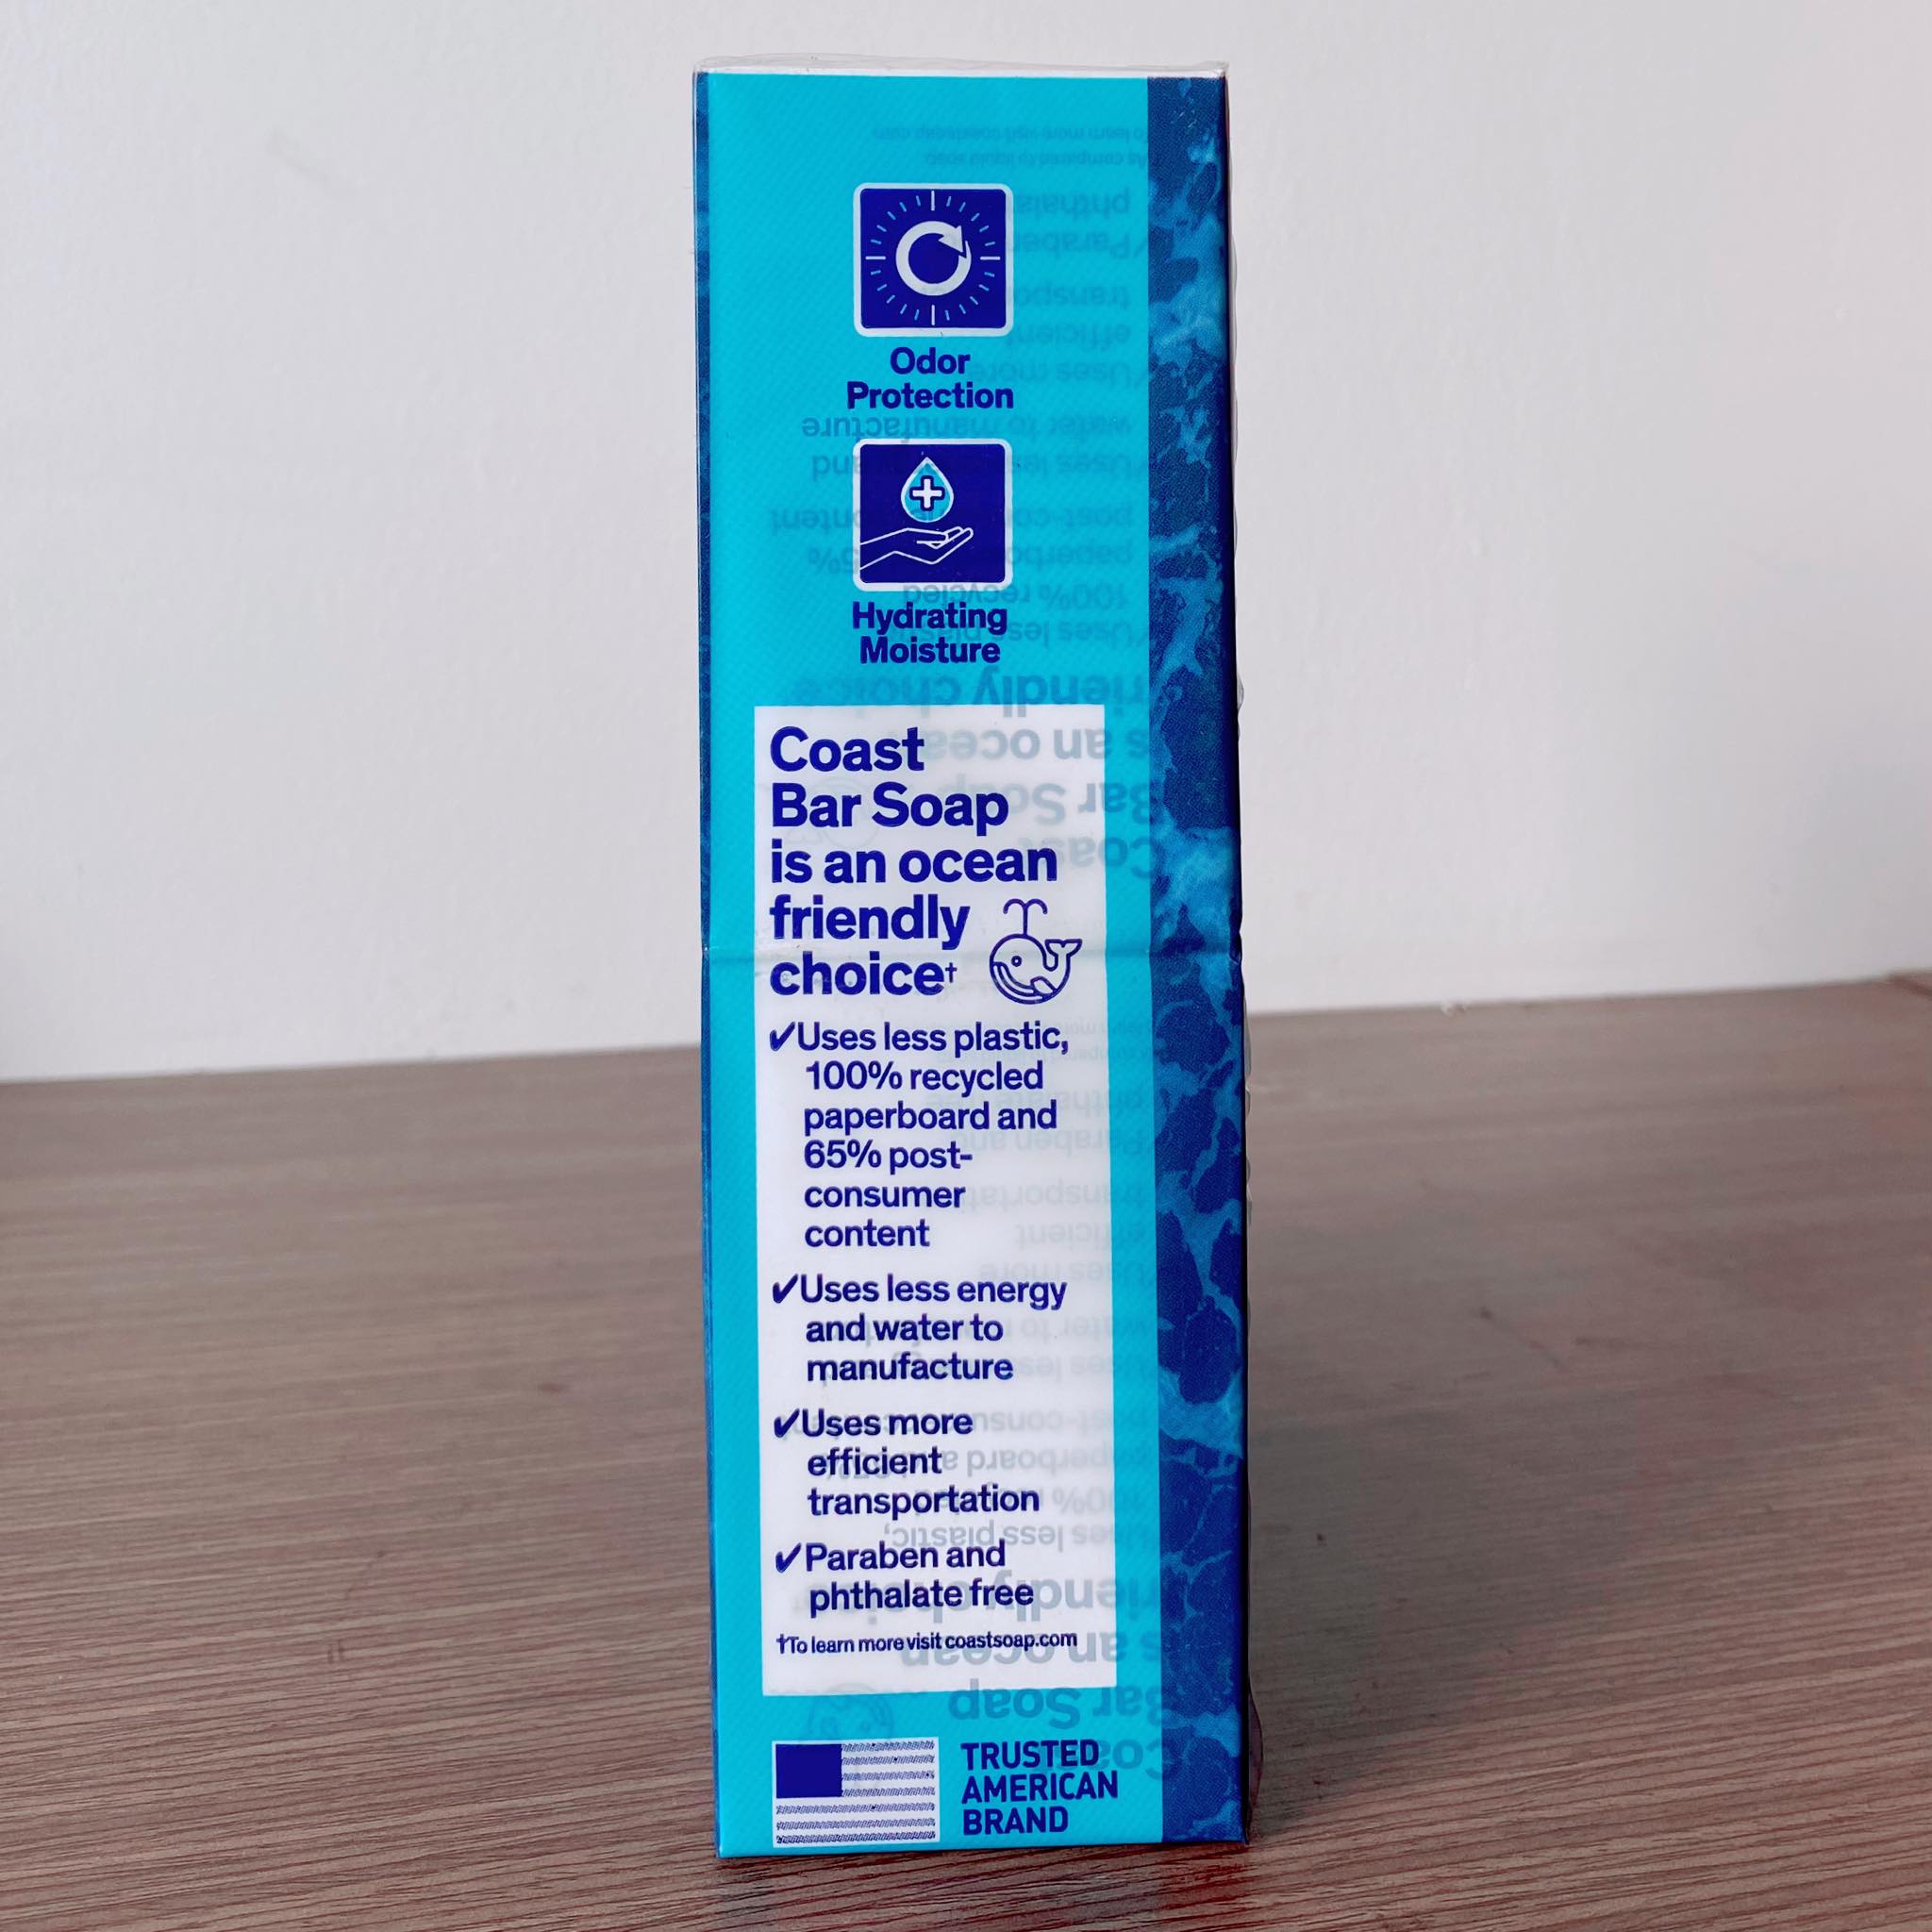 Odor
Protection
Hydrating
Moisture
Coast
Bar Soap
is an ocean
friendly
choice†
✔Uses less plastic,
100% recycled
paperboard and
65% post-
consumer
content
✔Uses less energy
and water to
manufacture
✔Uses more
efficient
transportation
✔Paraben and
phthalate free
†To learn more visit coastsoap.com
TRUSTED
AMERICAN
BRAND